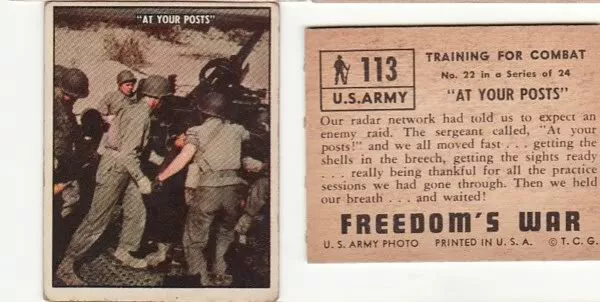 "AT YOUR POSTS"
113
U.S. ARMY
TRAINING FOR COMBAT
No. 22 in a Series of 24
"AT YOUR POSTS"
Our radar network had told us to expect an
enemy raid. The sergeant called, "At your
posts!" and we all moved fast . . . getting the
shells in the breech, getting the sights ready
. . . really being thankful for all the practice
sessions we had gone through. Then we held
our breath . . . and waited!
FREEDOM'S WAR
U. S. ARMY PHOTO PRINTED IN U. S. A. © T. C. G.